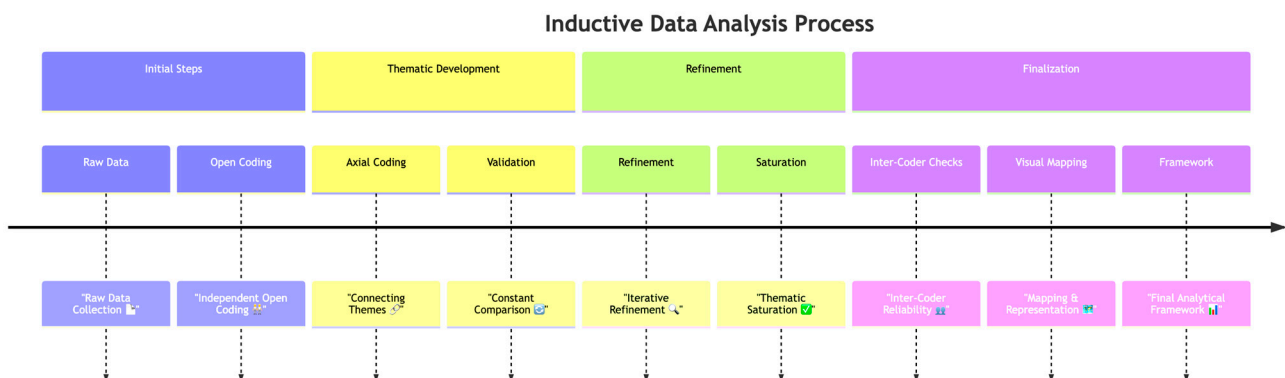 Inductive Data Analysis Process
Initial Steps
Thematic Development
Refinement
Finalization
Raw Data
Open Coding
Axial Coding
Validation
Refinement
Saturation
Inter-Coder Checks
Visual Mapping
Framework
"Raw Data
Collection "
"Independent Open
Coding "
"Connecting
Themes 🔗"
"Constant
Comparison 🔄"
"Iterative
Refinement 🔍"
"Thematic
Saturation ✅"
"Inter-Coder
Reliability 👥"
"Mapping &
Representation 🗺️"
"Final Analytical
Framework 📊"